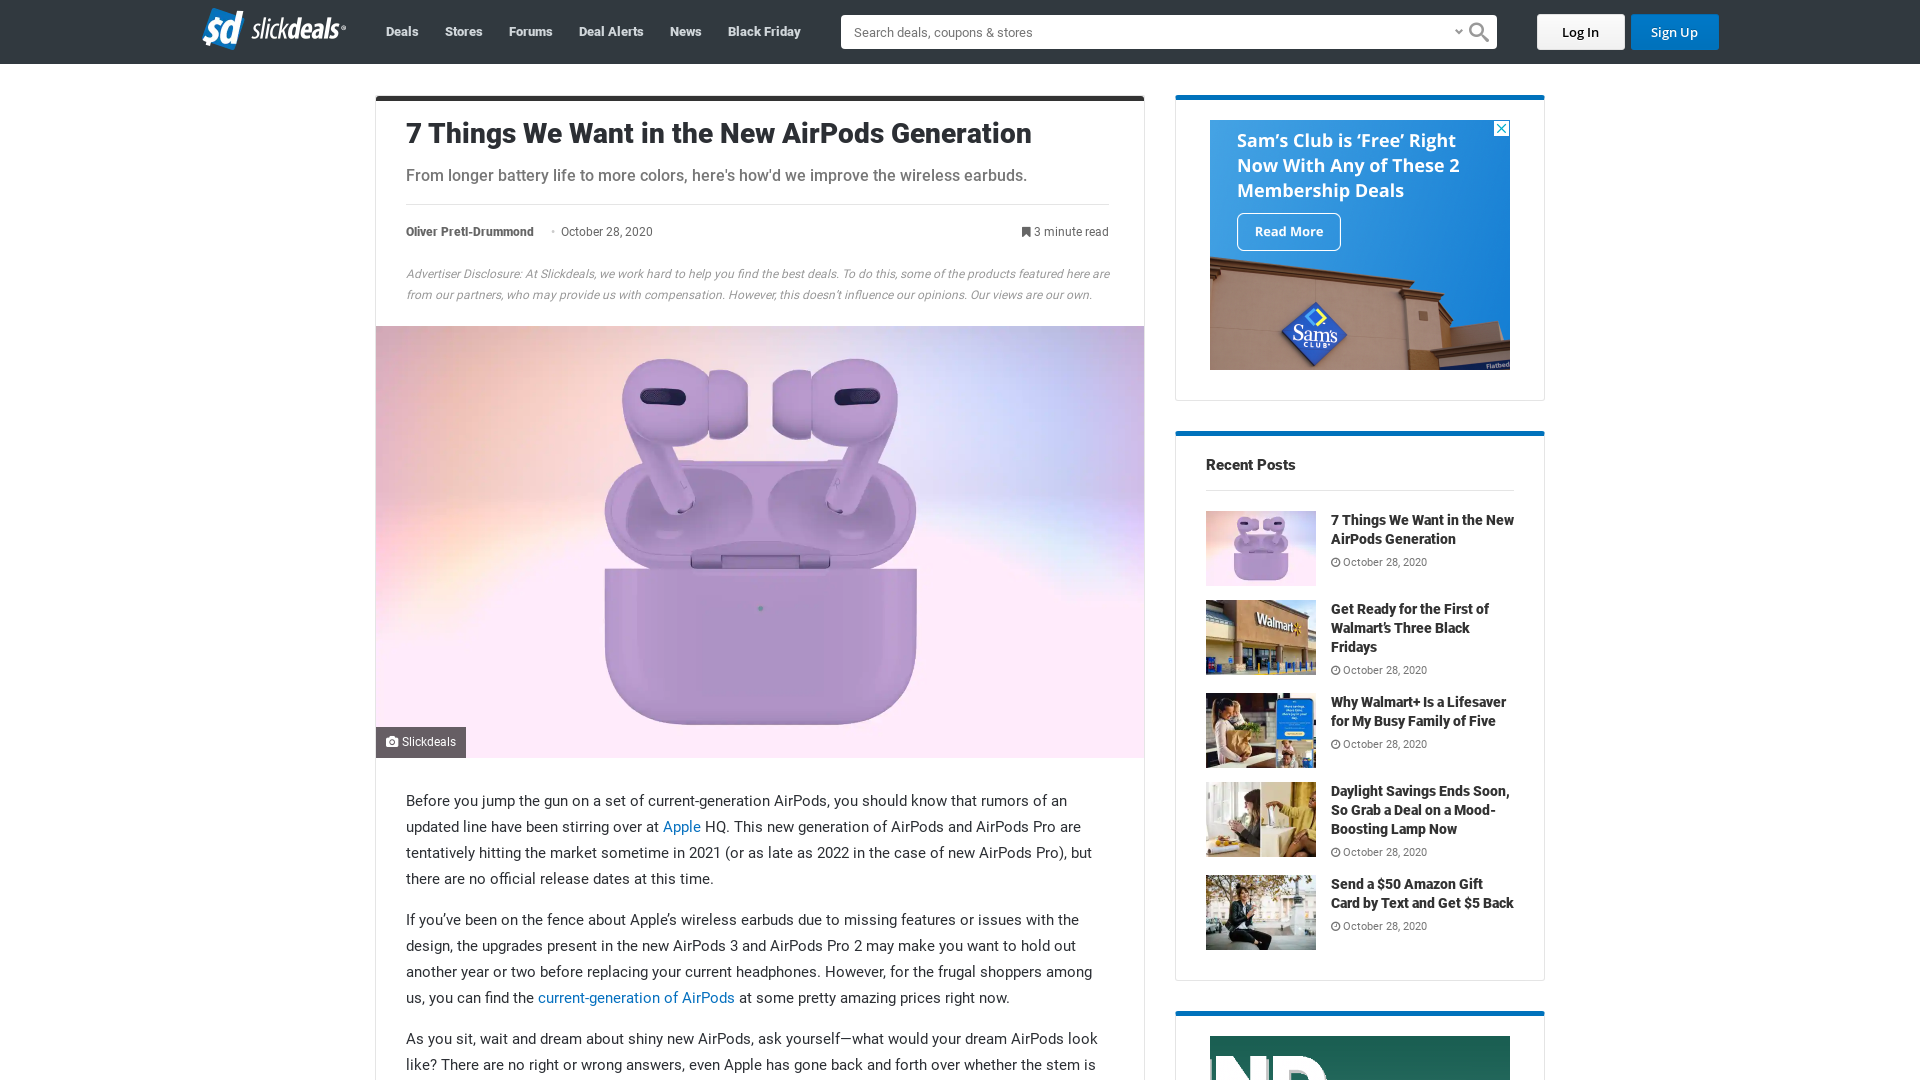 sd slickdeals
Deals
Stores
Forums
Deal Alerts
News
Black Friday
Search deals, coupons & stores
Log In
Sign Up
7 Things We Want in the New AirPods Generation
From longer battery life to more colors, here's how'd we improve the wireless earbuds.
Oliver Pretl-Drummond • October 28, 2020
3 minute read
Advertiser Disclosure: At Slickdeals, we work hard to help you find the best deals. To do this, some of the products featured here are
from our partners, who may provide us with compensation. However, this doesn’t influence our opinions. Our views are our own.
Slickdeals
Before you jump the gun on a set of current-generation AirPods, you should know that rumors of an
updated line have been stirring over at Apple HQ. This new generation of AirPods and AirPods Pro are
tentatively hitting the market sometime in 2021 (or as late as 2022 in the case of new AirPods Pro), but
there are no official release dates at this time.
If you’ve been on the fence about Apple’s wireless earbuds due to missing features or issues with the
design, the upgrades present in the new AirPods 3 and AirPods Pro 2 may make you want to hold out
another year or two before replacing your current headphones. However, for the frugal shoppers among
us, you can find the current-generation of AirPods at some pretty amazing prices right now.
As you sit, wait and dream about shiny new AirPods, ask yourself—what would your dream AirPods look
like? There are no right or wrong answers, even Apple has gone back and forth over whether the stem is
Sam’s Club is ‘Free’ Right
Now With Any of These 2
Membership Deals
Read More
Sam's
CLUB
Flatbed
Recent Posts
7 Things We Want in the New
AirPods Generation
October 28, 2020
Walmart
Get Ready for the First of
Walmart’s Three Black
Fridays
October 28, 2020
Why Walmart+ Is a Lifesaver
for My Busy Family of Five
October 28, 2020
Daylight Savings Ends Soon,
So Grab a Deal on a Mood-
Boosting Lamp Now
October 28, 2020
Send a $50 Amazon Gift
Card by Text and Get $5 Back
October 28, 2020